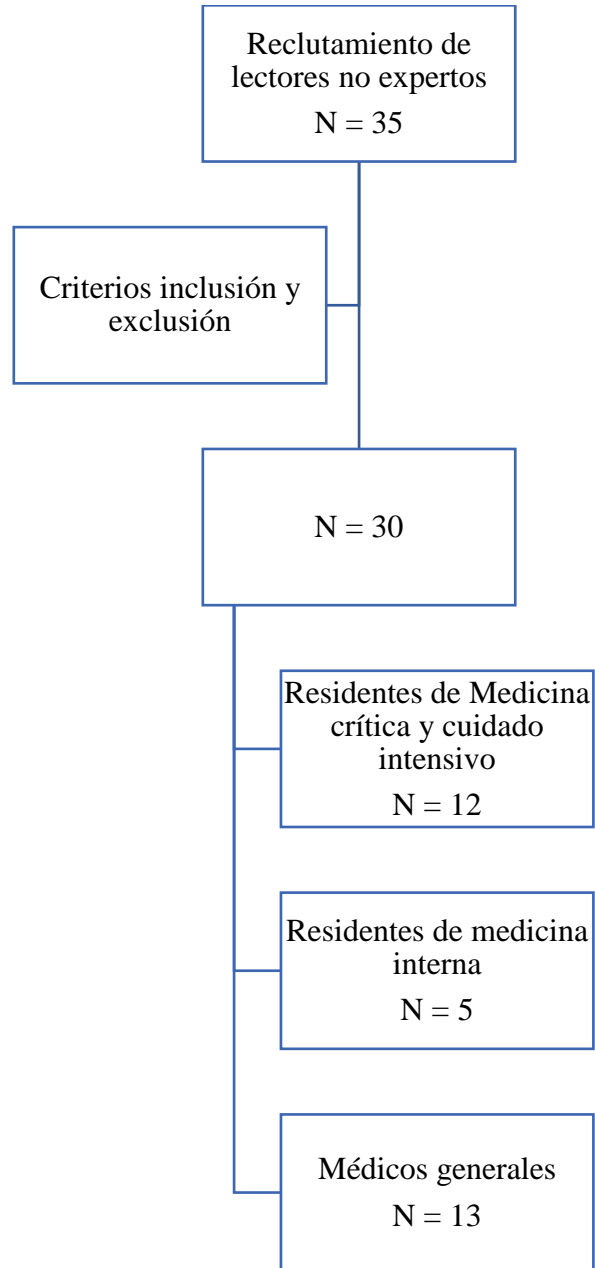 Reclutamiento de
lectores no expertos
N = 35
Criterios inclusión y
exclusión
N = 30
Residentes de Medicina
crítica y cuidado
intensivo
N = 12
Residentes de medicina
interna
N = 5
Médicos generales
N = 13